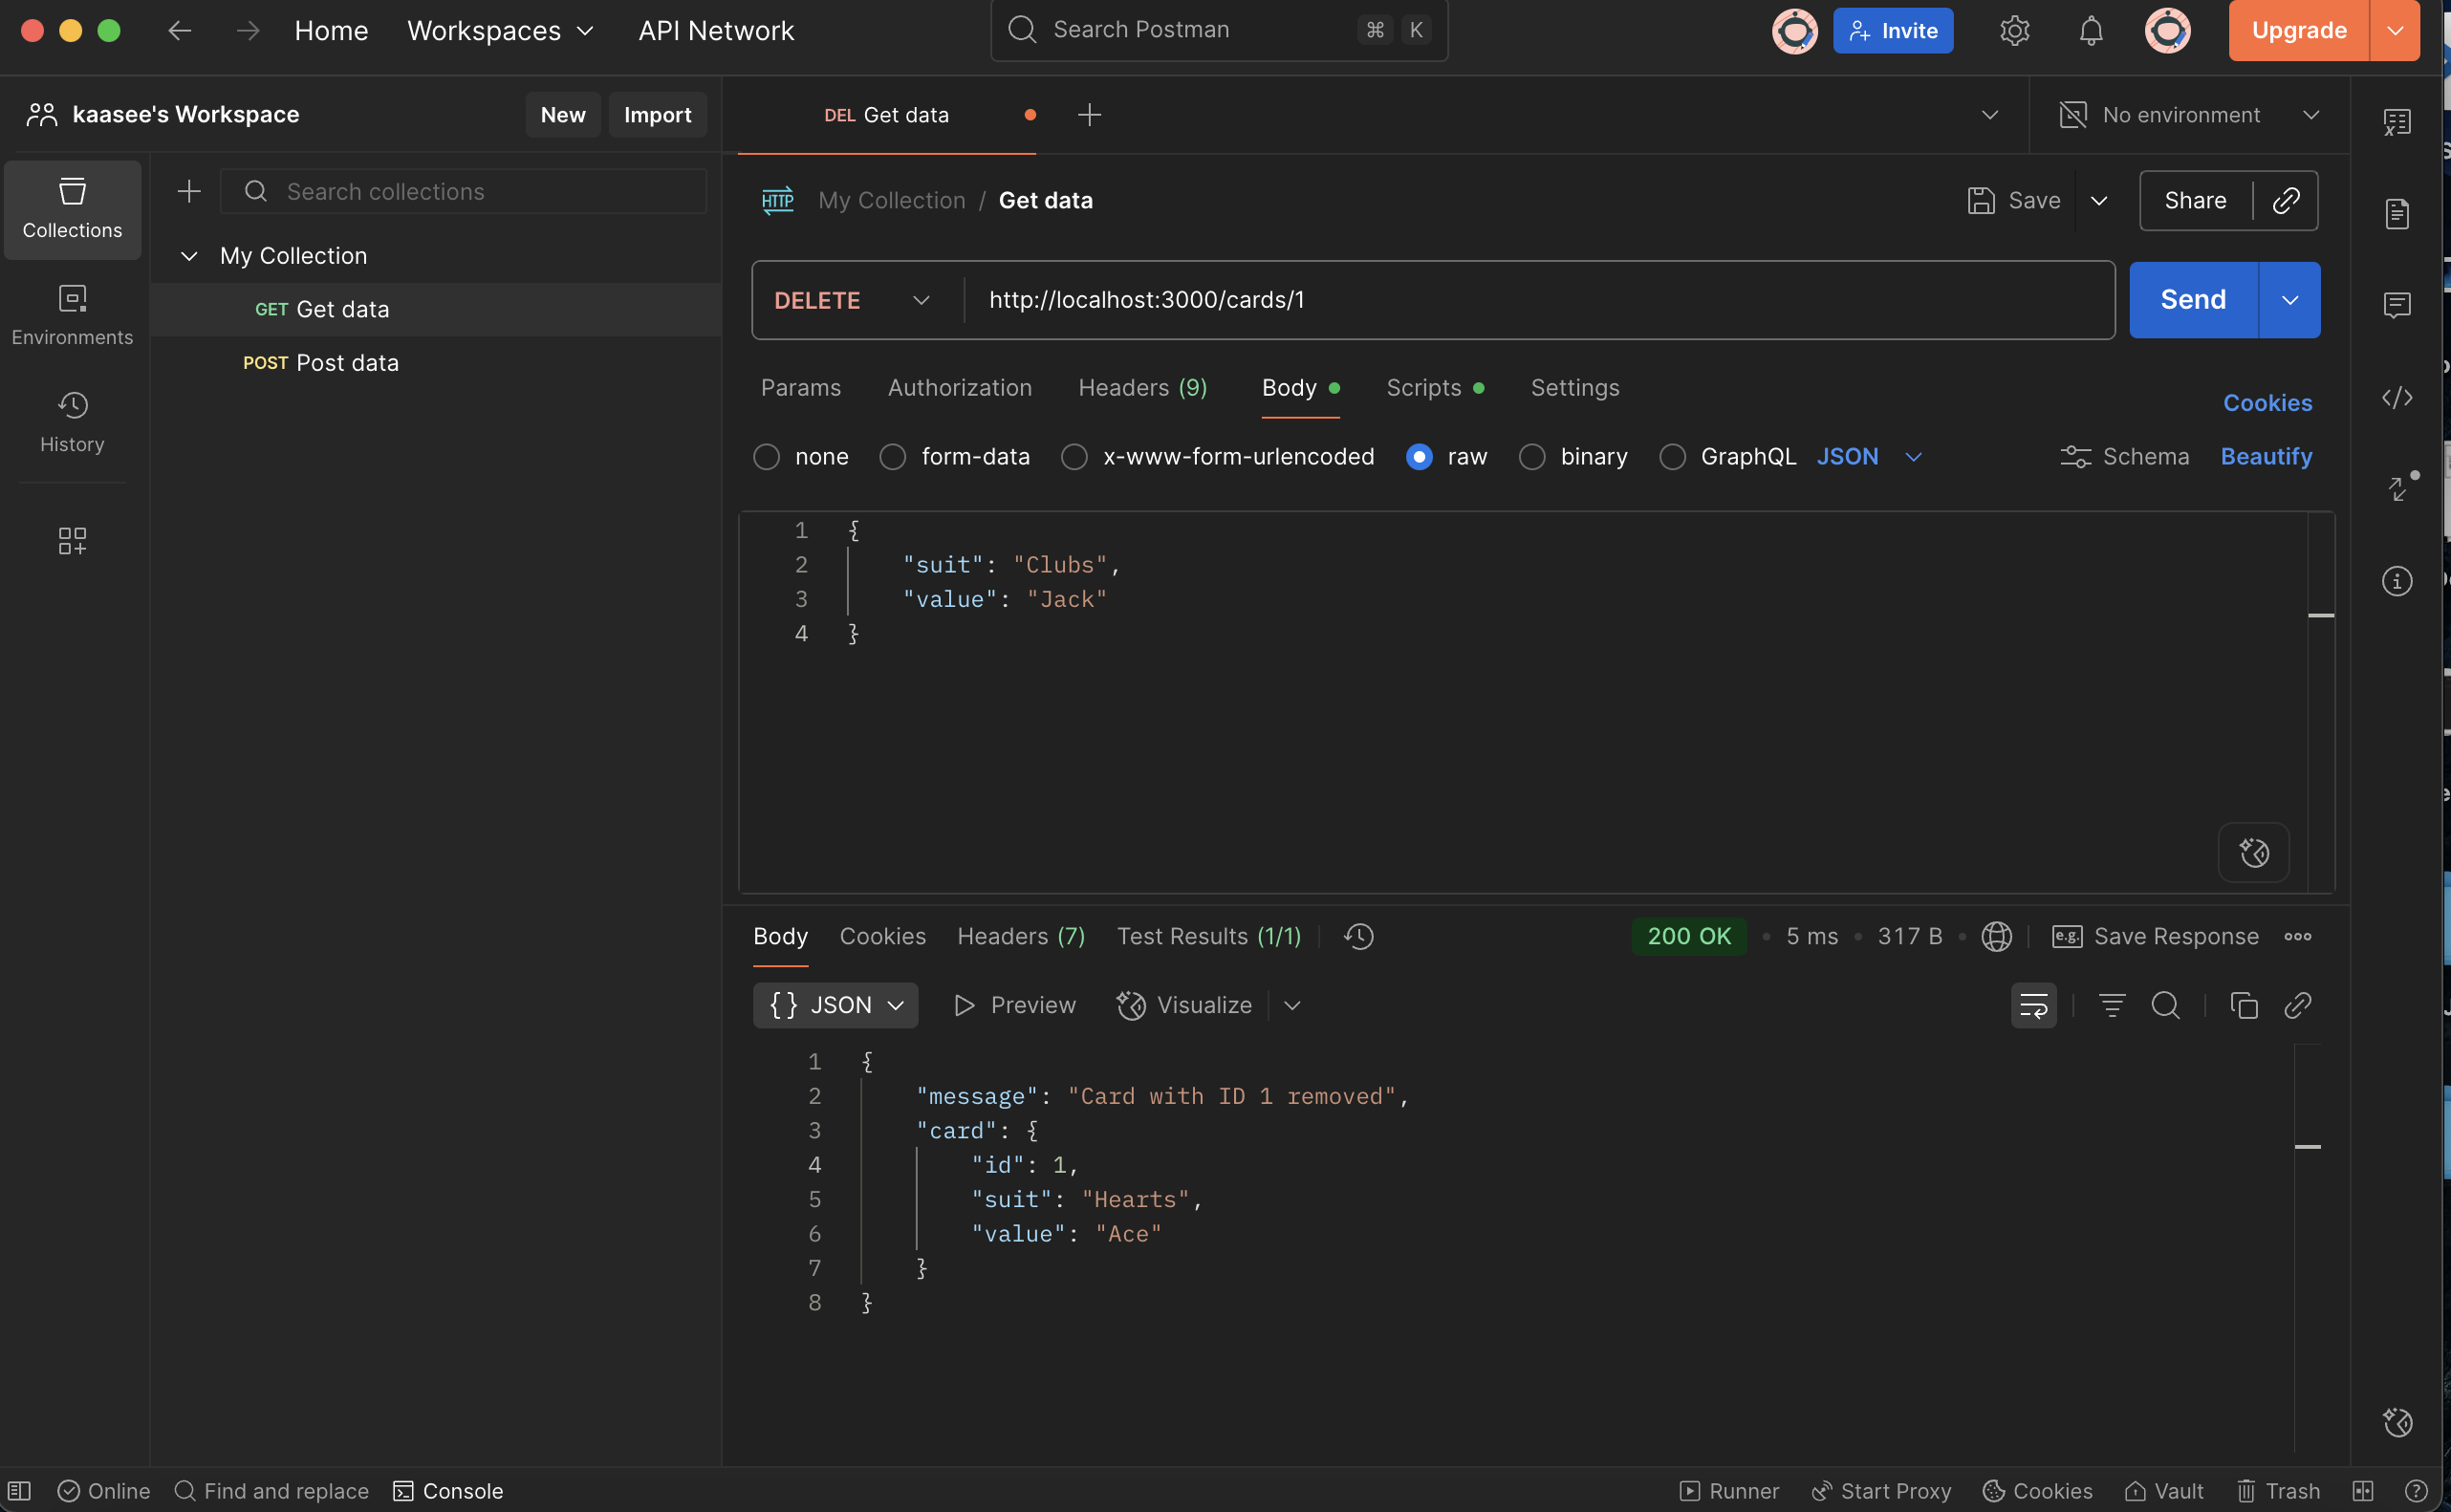 Home Workspaces API Network Search Postman ⌘ K Invite Upgrade
kaasee's Workspace New Import
DEL Get data No environment
Collections
Environments
History
Search collections
My Collection
GET Get data
POST Post data
HTTP My Collection / Get data Save Share
DELETE http://localhost:3000/cards/1 Send
Params Authorization Headers (9) Body Scripts Settings Cookies
none form-data x-www-form-urlencoded raw binary GraphQL JSON Schema Beautify
1 {
2 "suit": "Clubs",
3 "value": "Jack"
4 }
Body Cookies Headers (7) Test Results (1/1) 200 OK • 5 ms • 317 B • e.g. Save Response
{} JSON Preview Visualize
1 {
2 "message": "Card with ID 1 removed",
3 "card": {
4 "id": 1,
5 "suit": "Hearts",
6 "value": "Ace"
7 }
8 }
Online Find and replace Console Runner Start Proxy Cookies Vault Trash